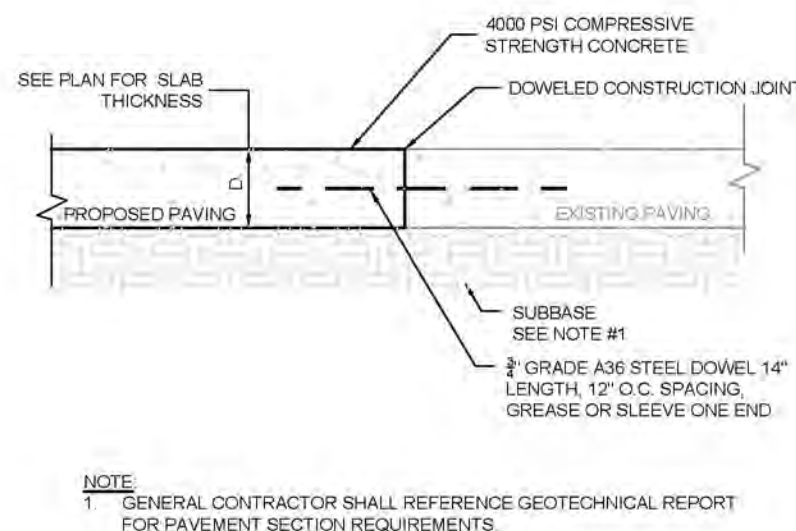 4000 PSI COMPRESSIVE
STRENGTH CONCRETE
SEE PLAN FOR SLAB
THICKNESS
DOWELED CONSTRUCTION JOINT
D
PROPOSED PAVING
EXISTING PAVING
SUBBASE
SEE NOTE #1
3/4" GRADE A36 STEEL DOWEL 14"
LENGTH, 12" O.C. SPACING,
GREASE OR SLEEVE ONE END
NOTE:
1. GENERAL CONTRACTOR SHALL REFERENCE GEOTECHNICAL REPORT
FOR PAVEMENT SECTION REQUIREMENTS.